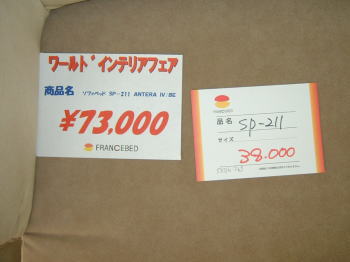 ワールド・インテリアフェア
商品名 ソファベッド SP-211 ANTERA IV/BE
¥73,000
FRANCEBED
品名 SP-211
サイズ
38.000